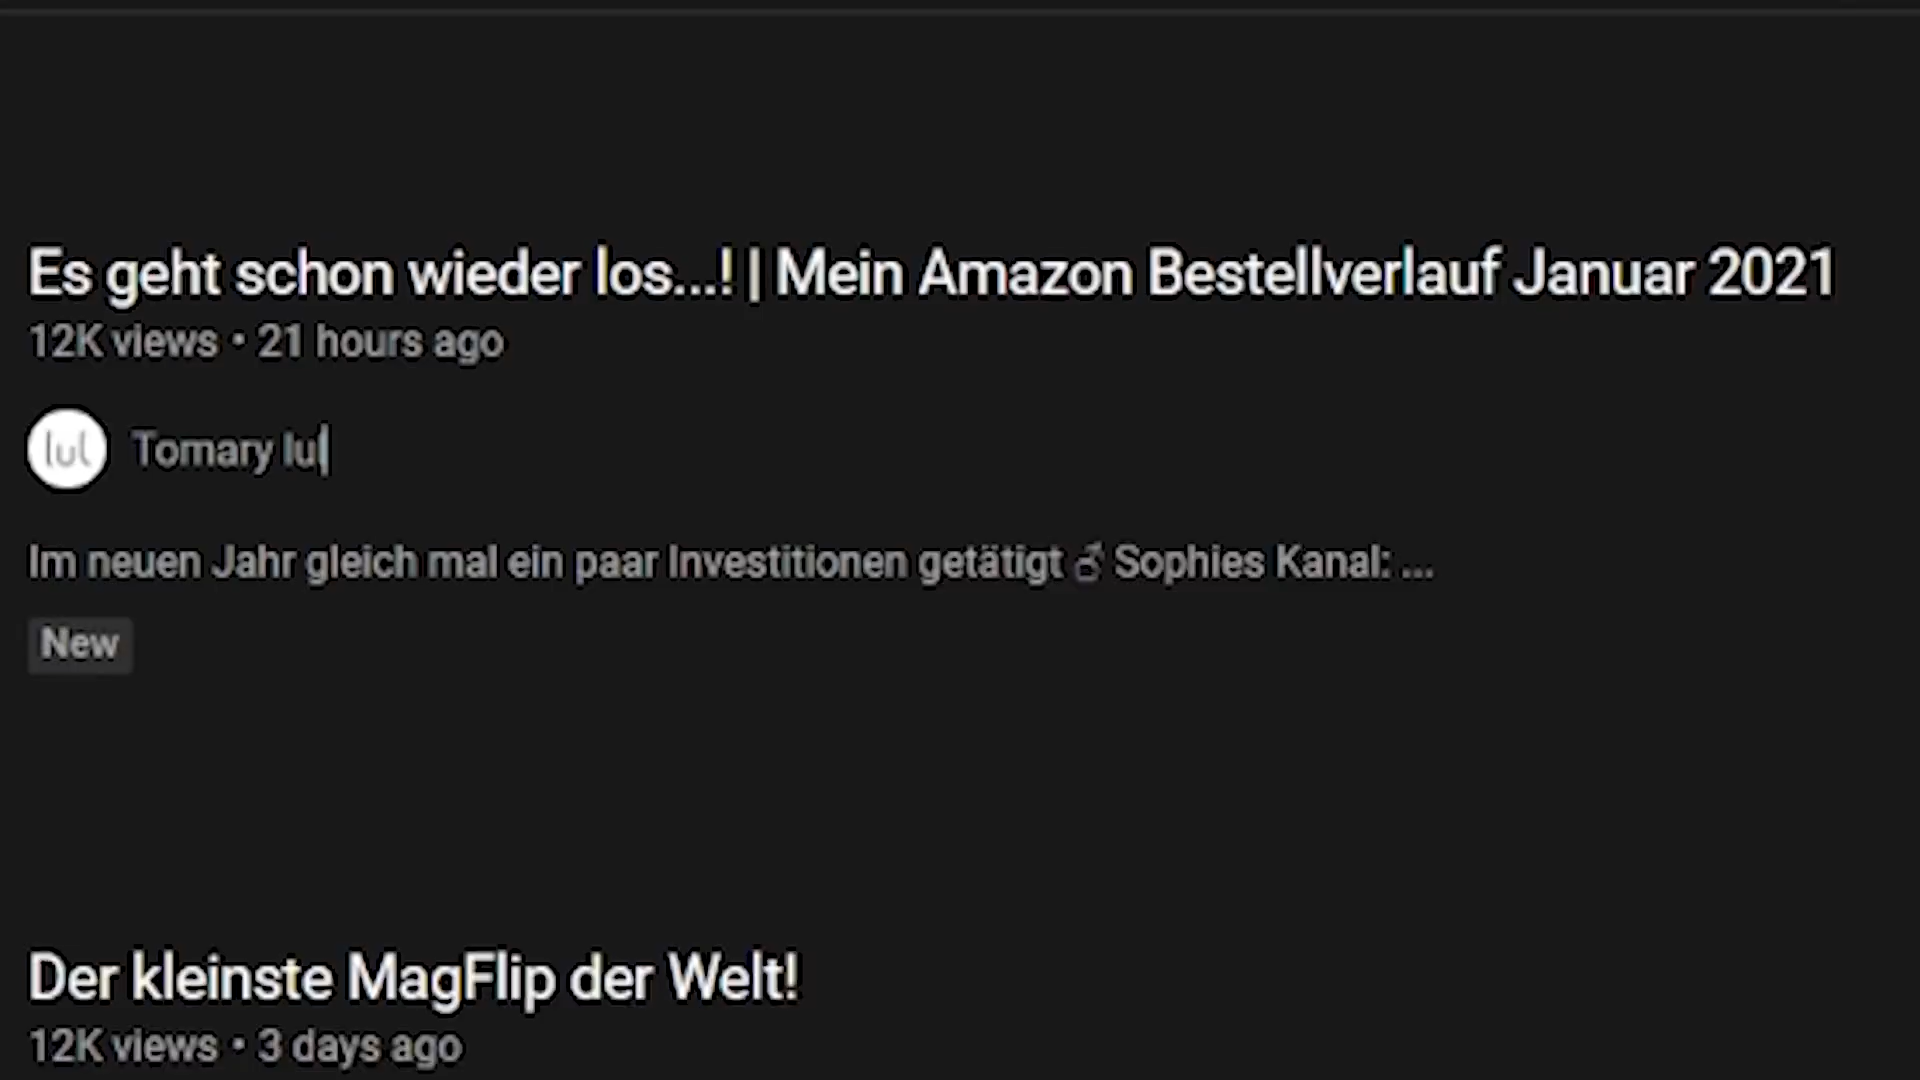 Es geht schon wieder los...! | Mein Amazon Bestellverlauf Januar 2021
12K views • 21 hours ago
lul
Tomary lul
Im neuen Jahr gleich mal ein paar Investitionen getätigt ♂ Sophies Kanal: ...
New
Der kleinste MagFlip der Welt!
12K views • 3 days ago